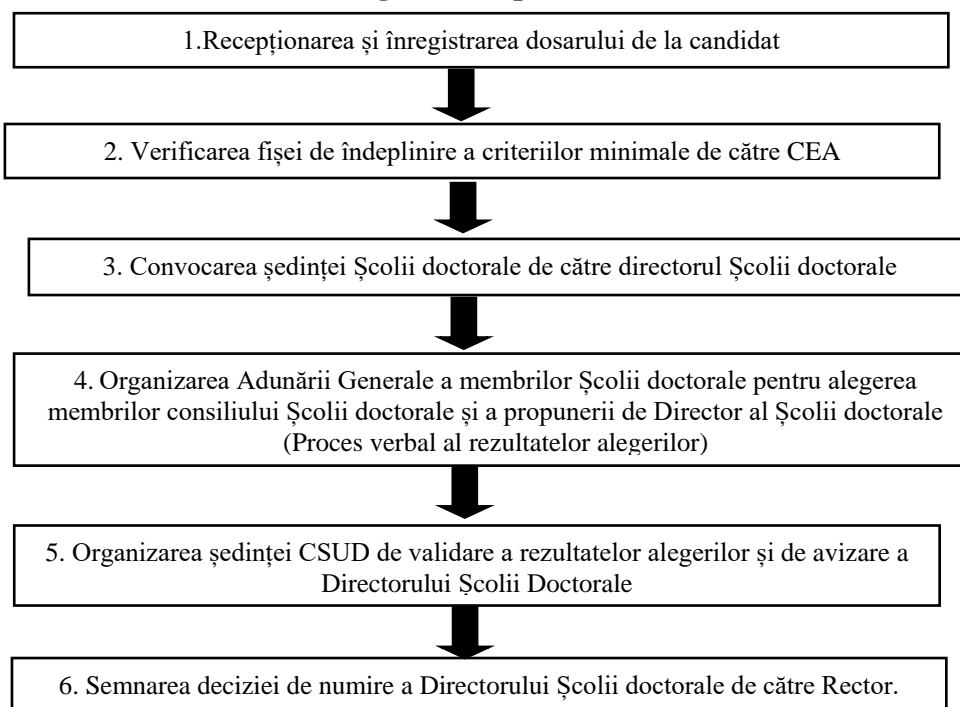 1.Recepționarea și înregistrarea dosarului de la candidat
2. Verificarea fișei de îndeplinire a criteriilor minimale de către CEA
3. Convocarea ședinței Școlii doctorale de către directorul Școlii doctorale
4. Organizarea Adunării Generale a membrilor Școlii doctorale pentru alegerea
membrilor consiliului Școlii doctorale și a propunerii de Director al Școlii doctorale
(Proces verbal al rezultatelor alegerilor)
5. Organizarea ședinței CSUD de validare a rezultatelor alegerilor și de avizare a
Directorului Școlii Doctorale
6. Semnarea deciziei de numire a Directorului Școlii doctorale de către Rector.